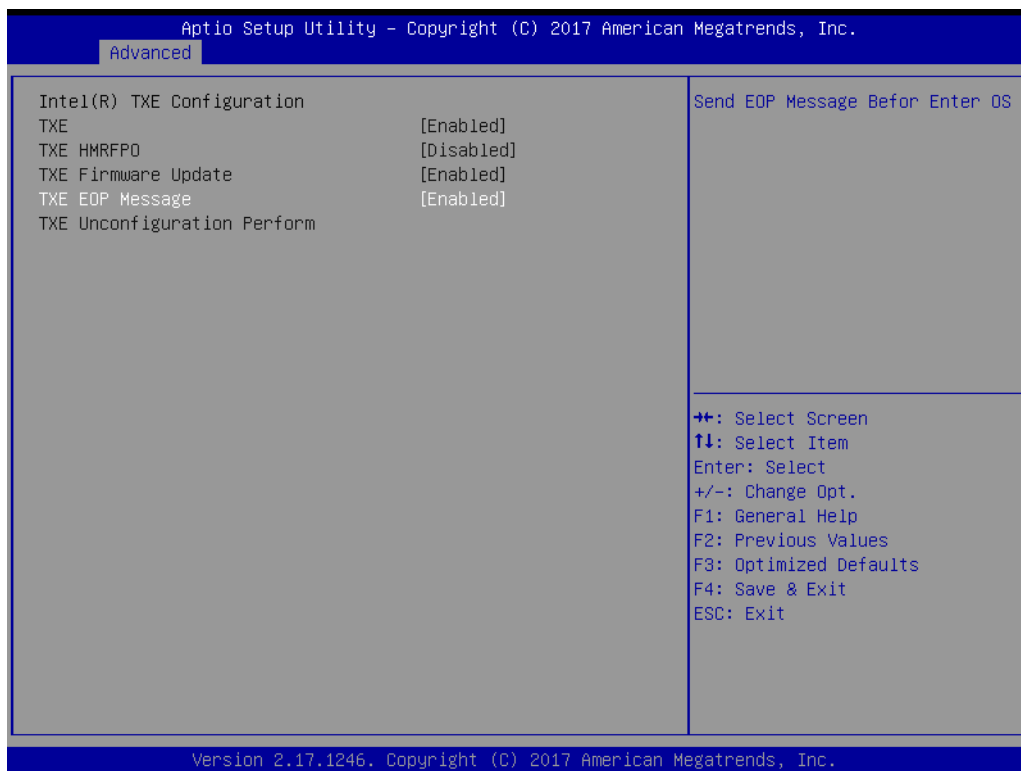 Aptio Setup Utility – Copyright (C) 2017 American Megatrends, Inc.
Advanced
Intel(R) TXE Configuration
TXE [Enabled]
TXE HMRFPO [Disabled]
TXE Firmware Update [Enabled]
TXE EOP Message [Enabled]
TXE Unconfiguration Perform
Send EOP Message Befor Enter OS
→←: Select Screen
↑↓: Select Item
Enter: Select
+/-: Change Opt.
F1: General Help
F2: Previous Values
F3: Optimized Defaults
F4: Save & Exit
ESC: Exit
Version 2.17.1246. Copyright (C) 2017 American Megatrends, Inc.